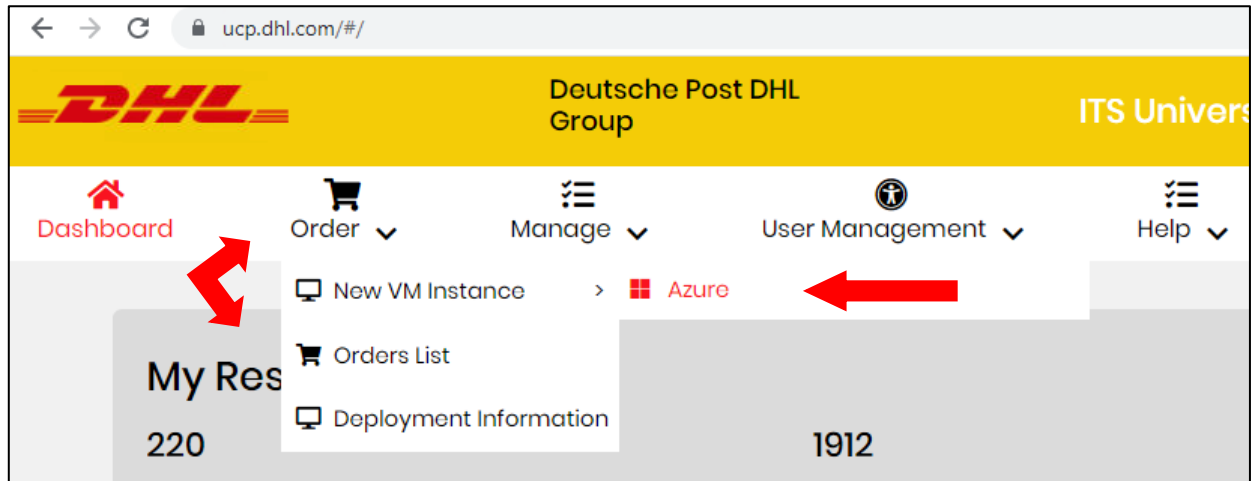 ucp.dhl.com/#/
DHL
Deutsche Post DHL
Group
ITS Univers
Dashboard
Order
Manage
User Management
Help
New VM Instance > Azure
Orders List
My Res
Deployment Information
220
1912